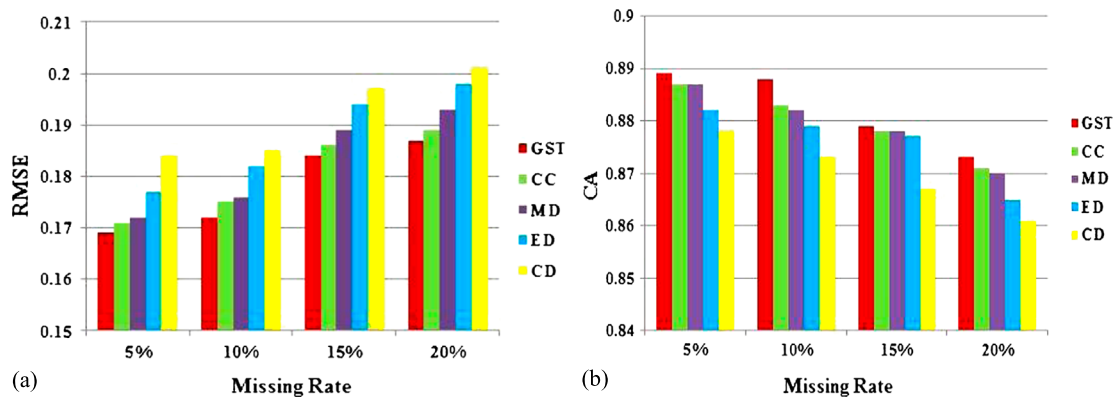 0.21
0.2
0.19
0.18
0.17
0.16
0.15
RMSE
5%
10%
15%
20%
Missing Rate
GST
CC
MD
ED
CD
(a)
0.9
0.89
0.88
0.87
0.86
0.85
0.84
CA
5%
10%
15%
20%
Missing Rate
GST
CC
MD
ED
CD
(b)